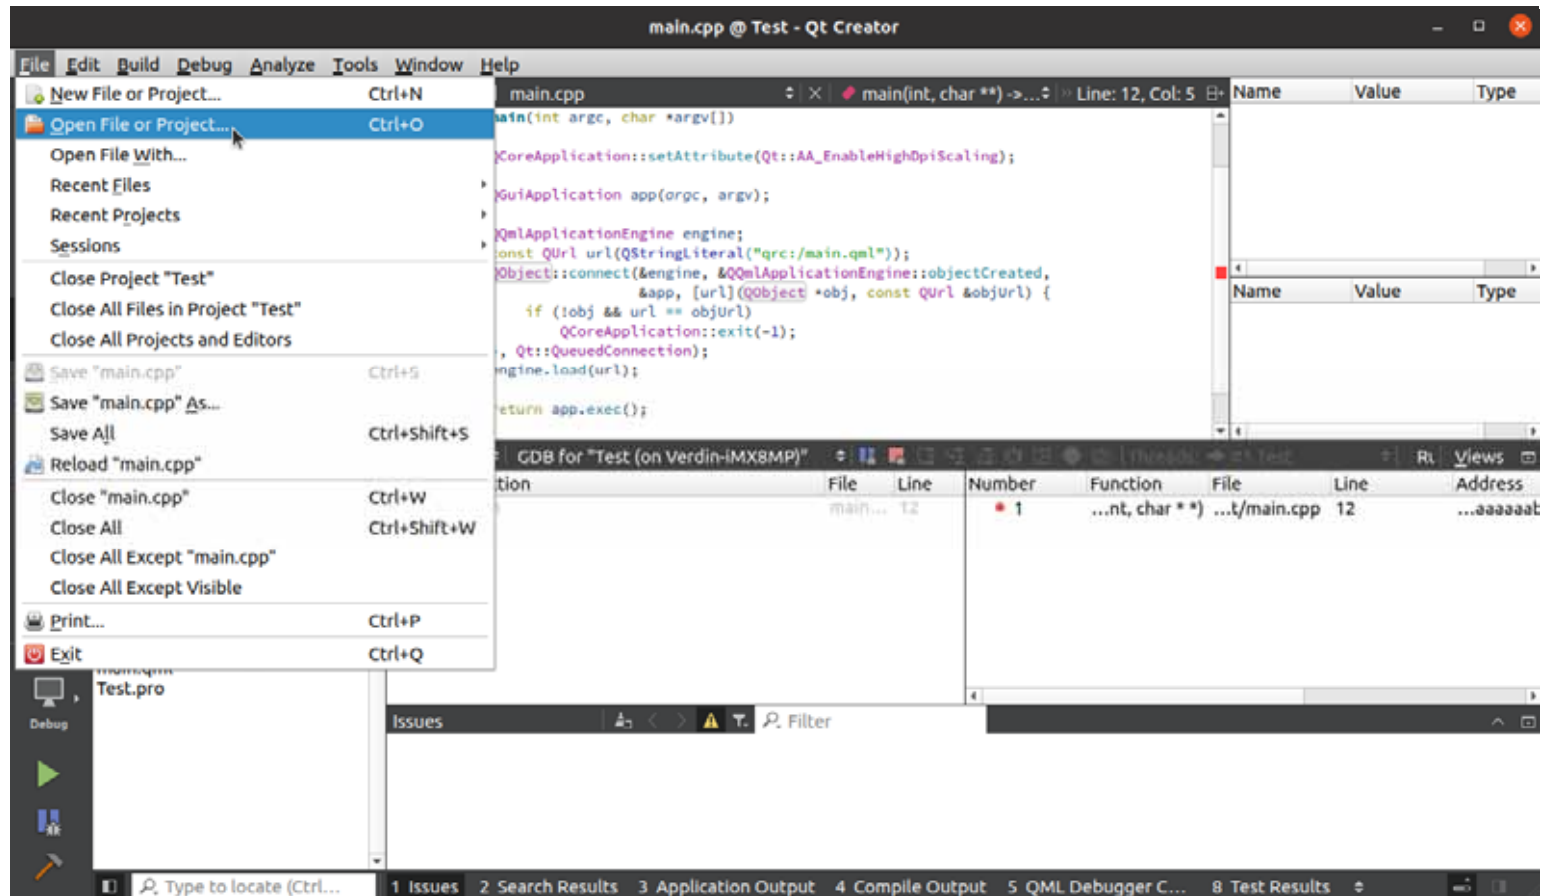 main.cpp @ Test - Qt Creator
File Edit Build Debug Analyze Tools Window Help
New File or Project... Ctrl+N
Open File or Project... Ctrl+O
Open File With...
Recent Files
Recent Projects
Sessions
Close Project "Test"
Close All Files in Project "Test"
Close All Projects and Editors
Save "main.cpp" Ctrl+S
Save "main.cpp" As...
Save All Ctrl+Shift+S
Reload "main.cpp"
Close "main.cpp" Ctrl+W
Close All Ctrl+Shift+W
Close All Except "main.cpp"
Close All Except Visible
Print... Ctrl+P
Exit Ctrl+Q
main.cpp main(int, char **) ->... Line: 12, Col: 5
main(int argc, char *argv[])
QCoreApplication::setAttribute(Qt::AA_EnableHighDpiScaling);
QGuiApplication app(argc, argv);
QQmlApplicationEngine engine;
const QUrl url(QStringLiteral("qrc:/main.qml"));
QObject::connect(&engine, &QQmlApplicationEngine::objectCreated,
&app, [url](QObject *obj, const QUrl &objUrl) {
if (!obj && url == objUrl)
QCoreApplication::exit(-1);
, Qt::QueuedConnection);
engine.load(url);
return app.exec();
Name Value Type
Name Value Type
GDB for "Test (on Verdin-iMX8MP)" Threads: Views
tion File Line
main... 12
Number Function File Line Address
1 ...nt, char * *) ...t/main.cpp 12 ...aaaaaab
main.qml
Test.pro
Debug
Issues Filter
Type to locate (Ctrl...
1 Issues 2 Search Results 3 Application Output 4 Compile Output 5 QML Debugger C... 8 Test Results